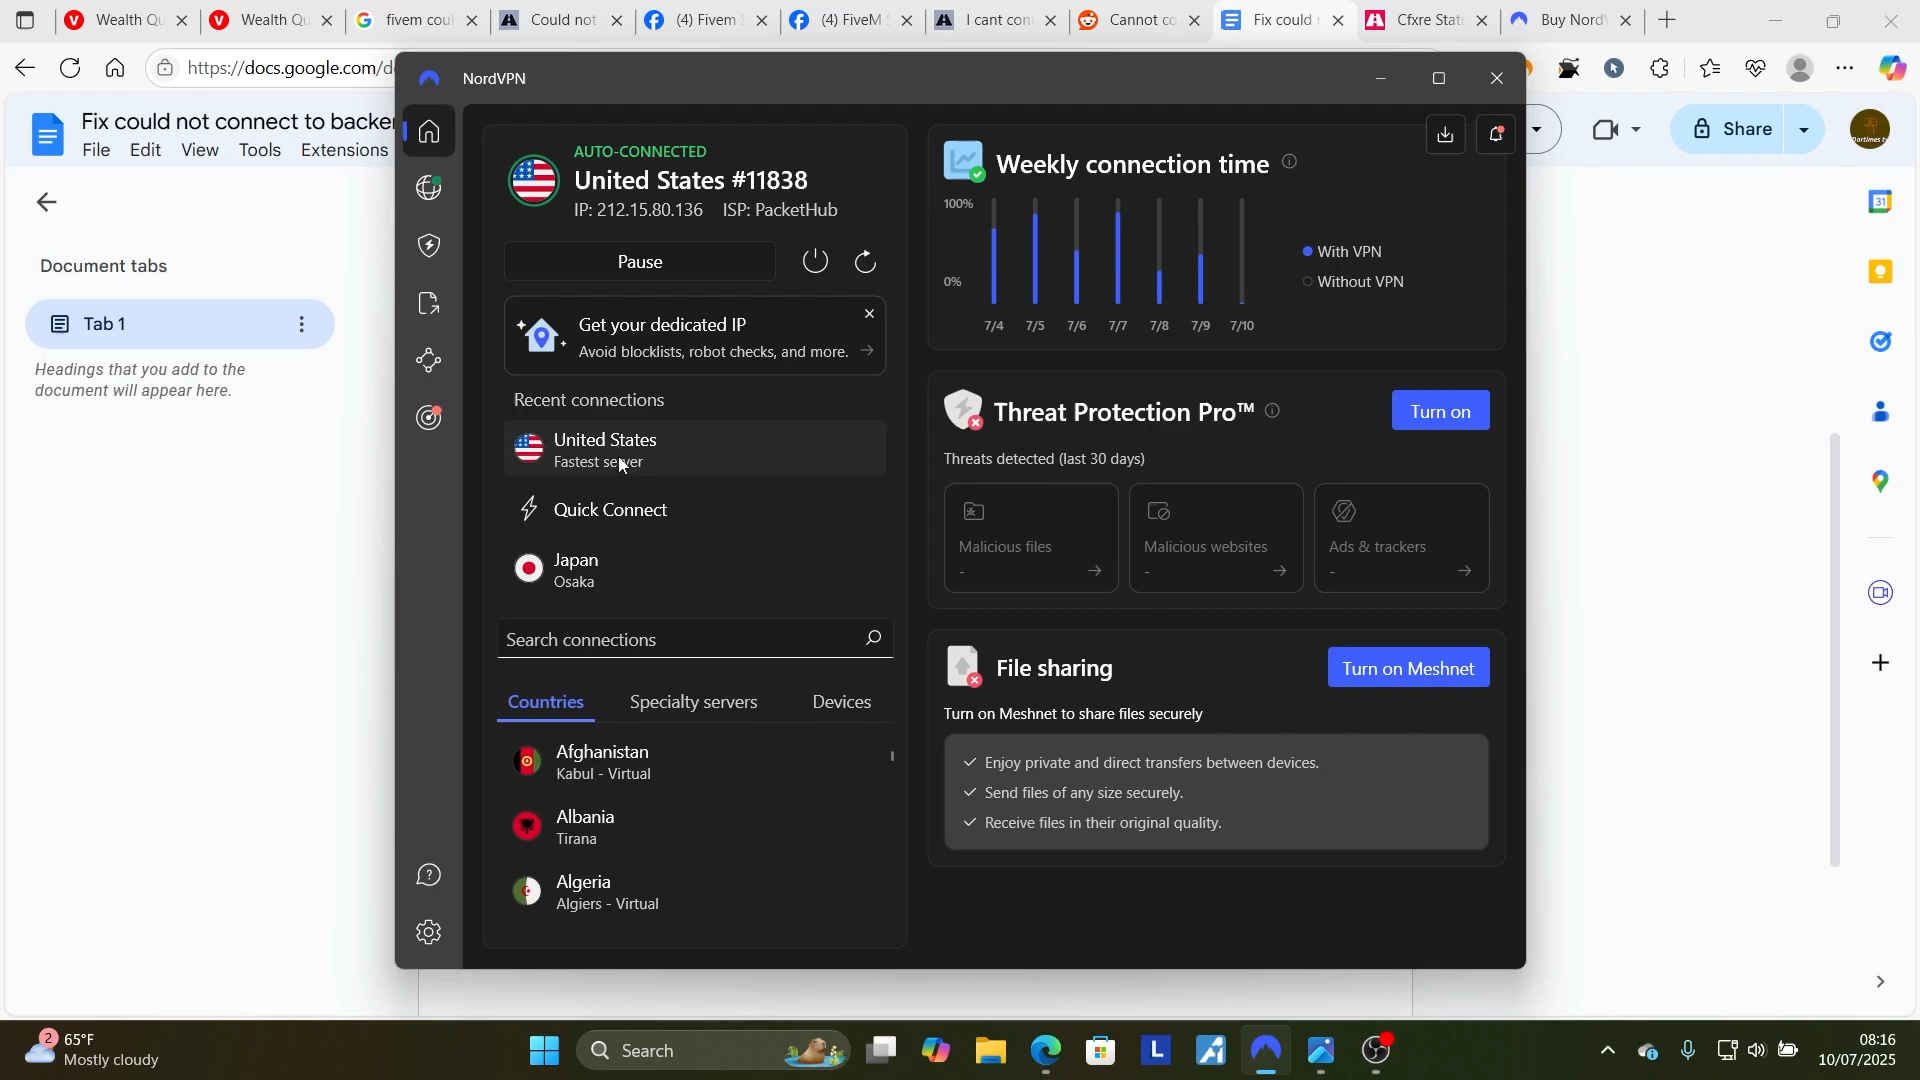 Wealth Qu
Wealth Qu
fivem coul
Could not
(4) Fivem S
(4) FiveM S
I cant con
Cannot co
Fix could n
Cfxre Statu
Buy NordV
https://docs.google.com/d
NordVPN
Fix could not connect to backe
File Edit View Tools Extensions
Share
Document tabs
Tab 1
Headings that you add to the
document will appear here.
AUTO-CONNECTED
United States #11838
IP: 212.15.80.136 ISP: PacketHub
Pause
Get your dedicated IP
Avoid blocklists, robot checks, and more.
Recent connections
United States
Fastest server
Quick Connect
Japan
Osaka
Search connections
Countries Specialty servers Devices
Afghanistan
Kabul - Virtual
Albania
Tirana
Algeria
Algiers - Virtual
Weekly connection time
100%
0%
7/4 7/5 7/6 7/7 7/8 7/9 7/10
With VPN
Without VPN
Threat Protection Pro™
Turn on
Threats detected (last 30 days)
Malicious files
-
Malicious websites
-
Ads & trackers
-
File sharing
Turn on Meshnet
Turn on Meshnet to share files securely
Enjoy private and direct transfers between devices.
Send files of any size securely.
Receive files in their original quality.
31
2
65°F
Mostly cloudy
Search
L
08:16
10/07/2025